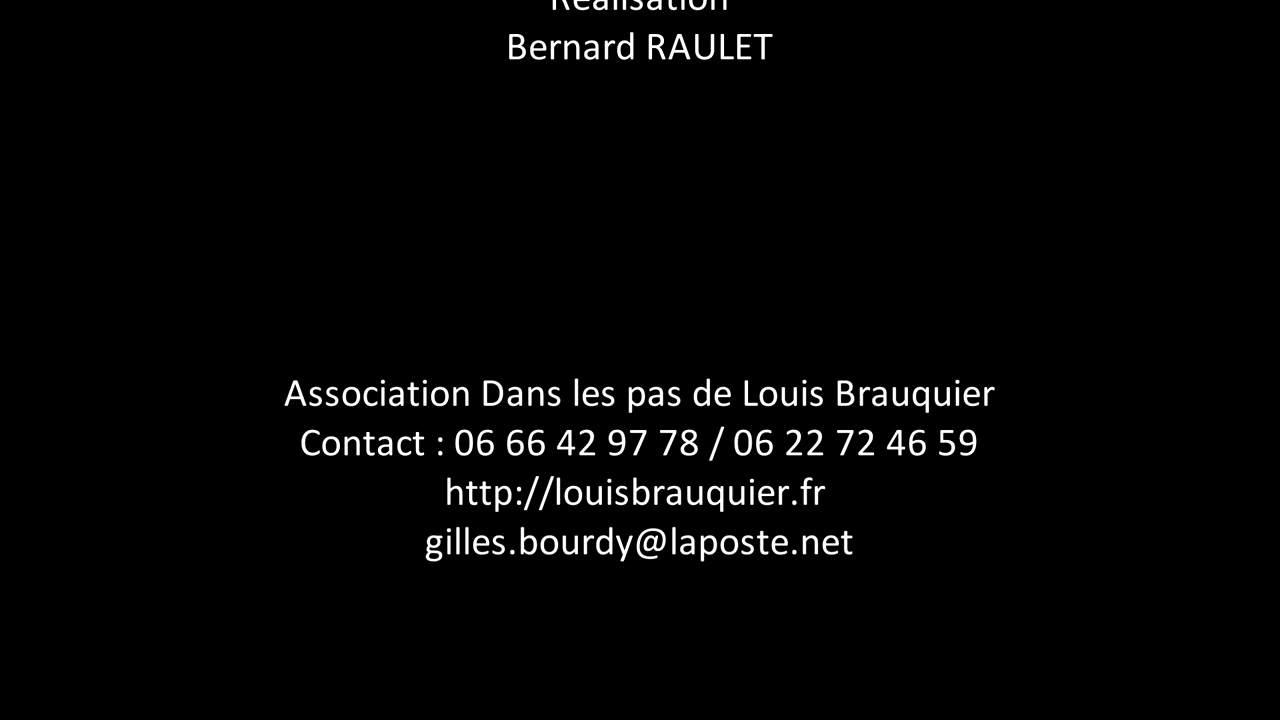 Réalisation
Bernard RAULET
Association Dans les pas de Louis Brauquier
Contact : 06 66 42 97 78 / 06 22 72 46 59
http://louisbrauquier.fr
gilles.bourdy@laposte.net